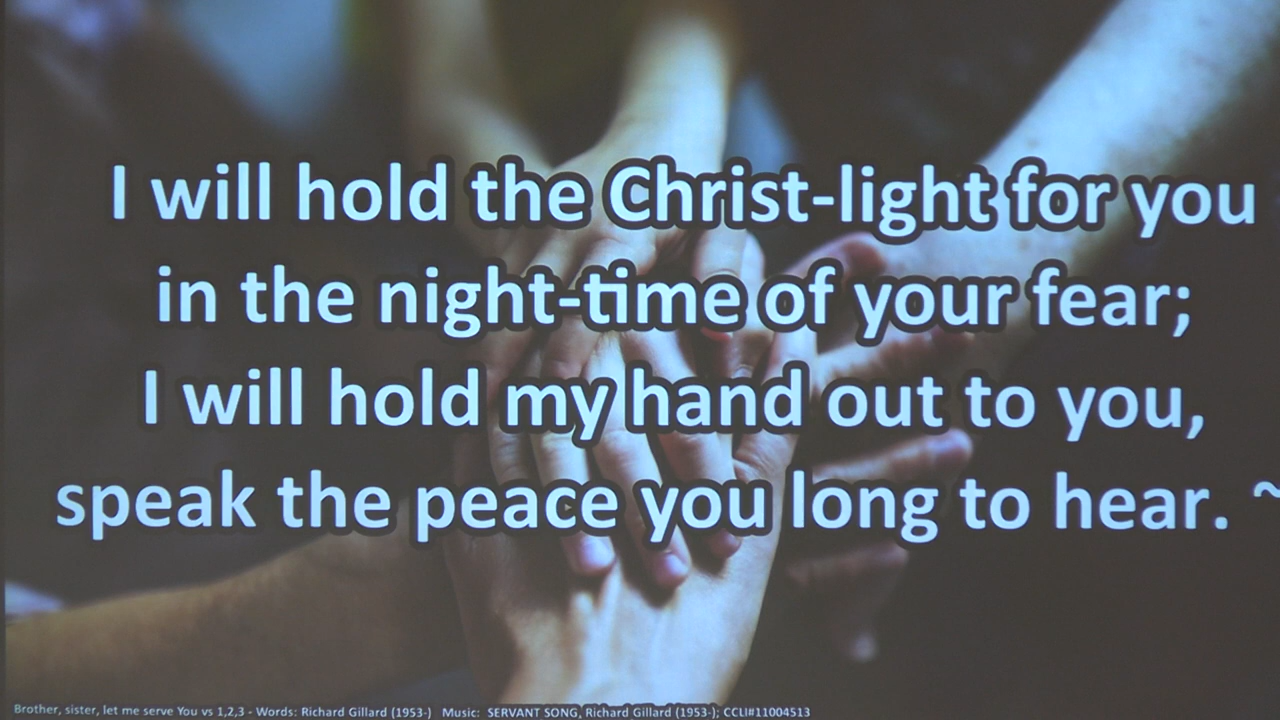 I will hold the Christ-light for you
in the night-time of your fear;
I will hold my hand out to you,
speak the peace you long to hear. ~
Brother, sister, let me serve You vs 1,2,3 - Words: Richard Gillard (1953-) Music: SERVANT SONG, Richard Gillard (1953-); CCLI#11004513